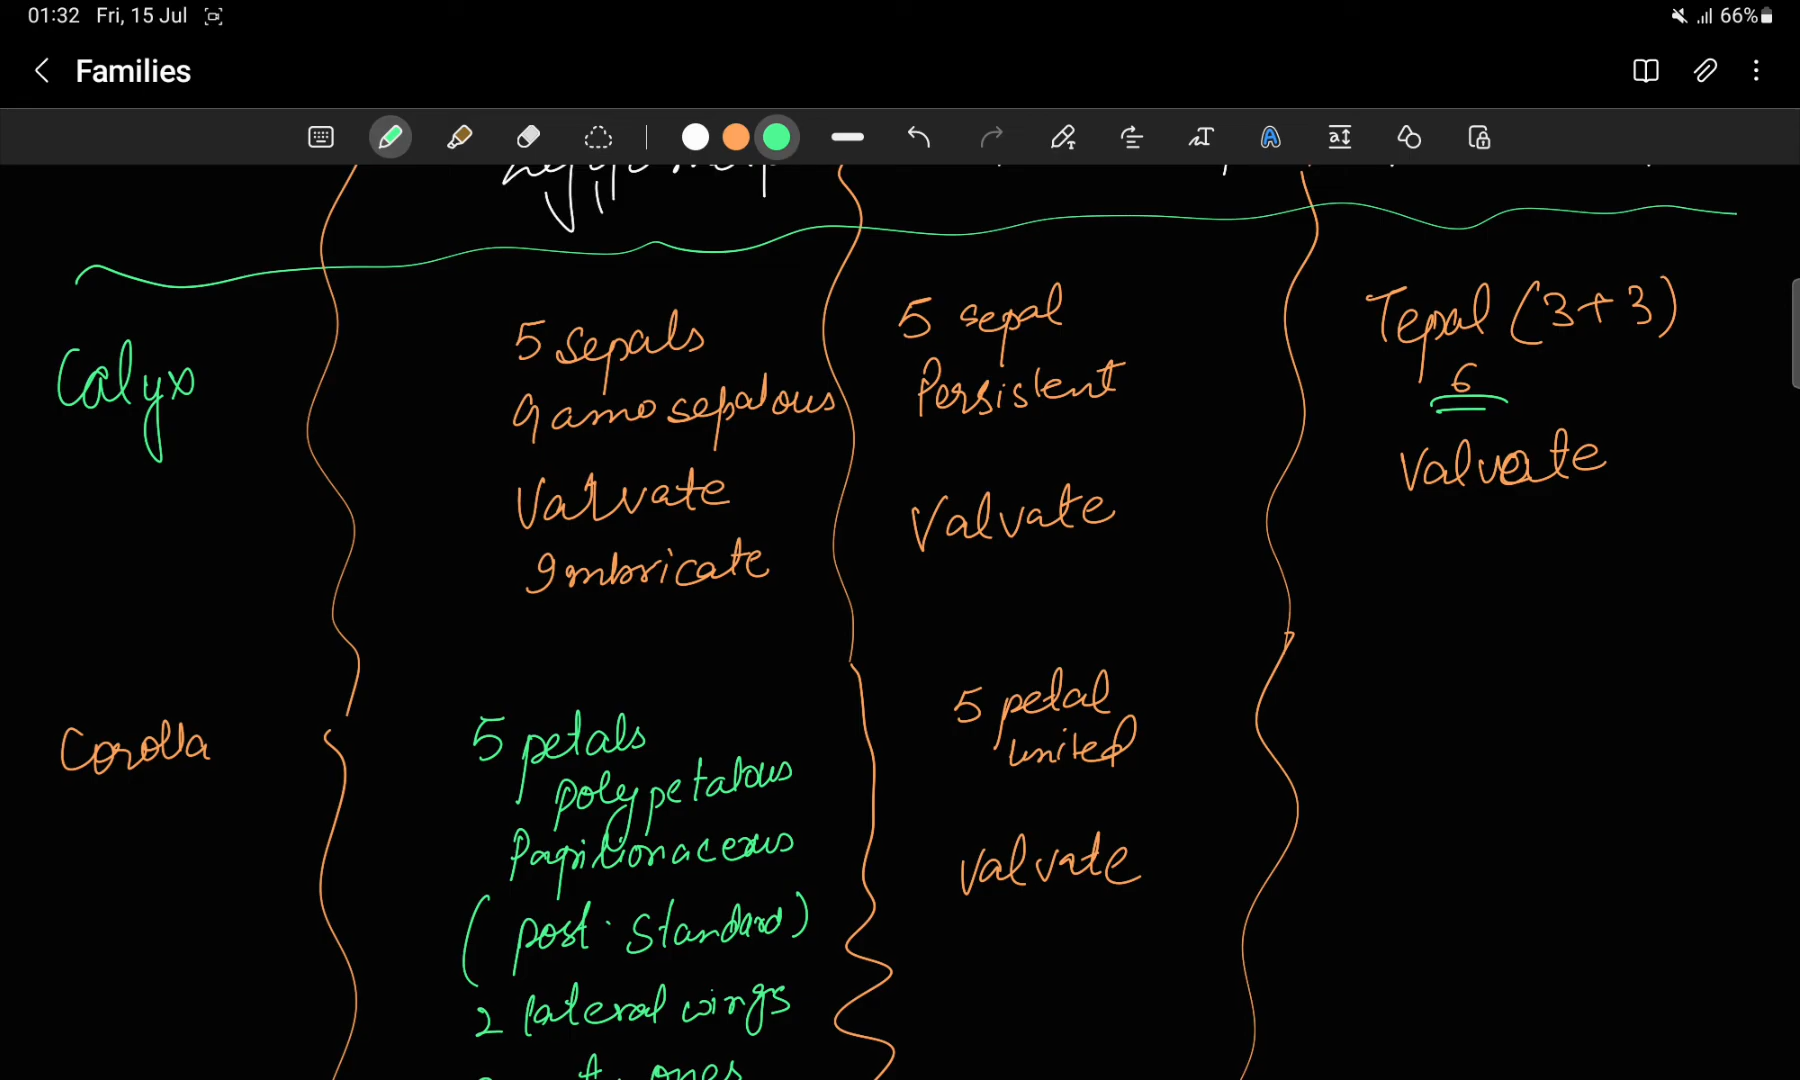 01:32 Fri, 15 Jul 66%
Families
Calyx
5 sepals
gamosepalous
Valvate
Imbricate
5 sepal
Persistent
Valvate
Tepal (3+3)
6
Valvate
Corolla
5 petals
polypetalous
Papilionaceous
(post. Standard)
2 lateral wings
ones
5 petal
united
valvate